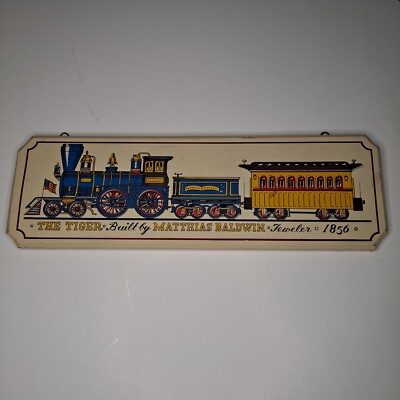 THE TIGER • Built by MATTHIAS BALDWIN • Jeweler ▫ 1856